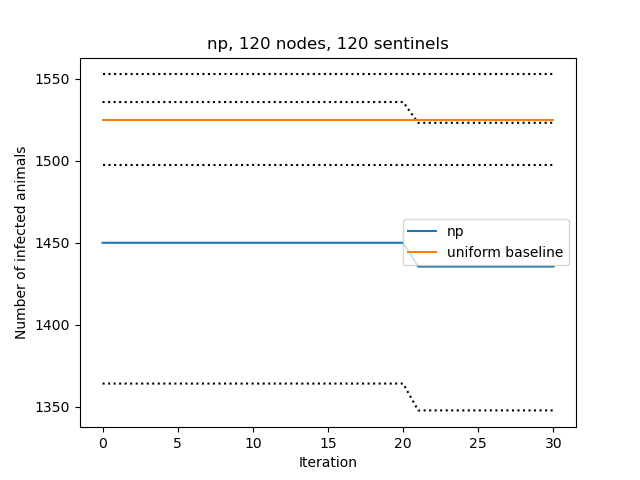 np, 120 nodes, 120 sentinels
Number of infected animals
1550
1500
1450
1400
1350
np
uniform baseline
0 5 10 15 20 25 30
Iteration